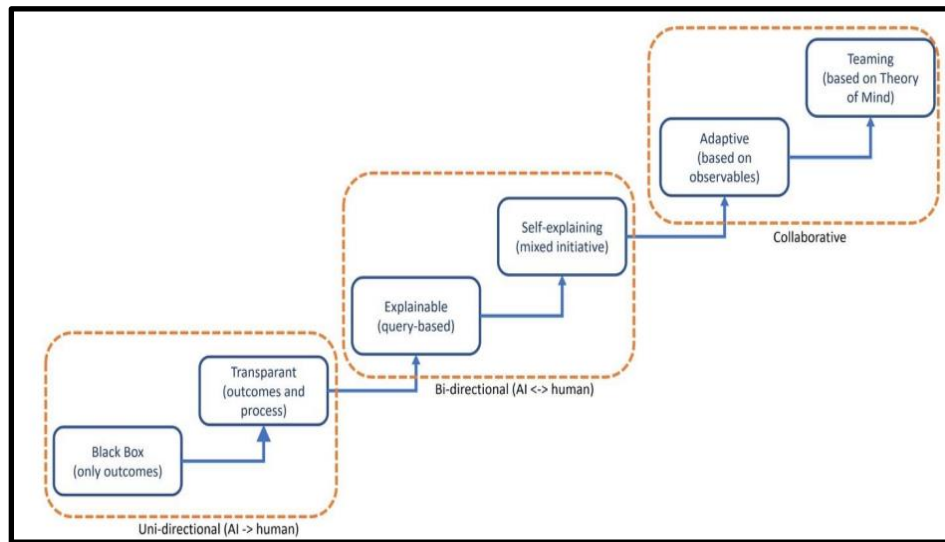 Teaming
(based on Theory
of Mind)
Adaptive
(based on
observables)
Collaborative
Self-explaining
(mixed initiative)
Explainable
(query-based)
Bi-directional (AI <-> human)
Transparant
(outcomes and
process)
Black Box
(only outcomes)
Uni-directional (AI -> human)